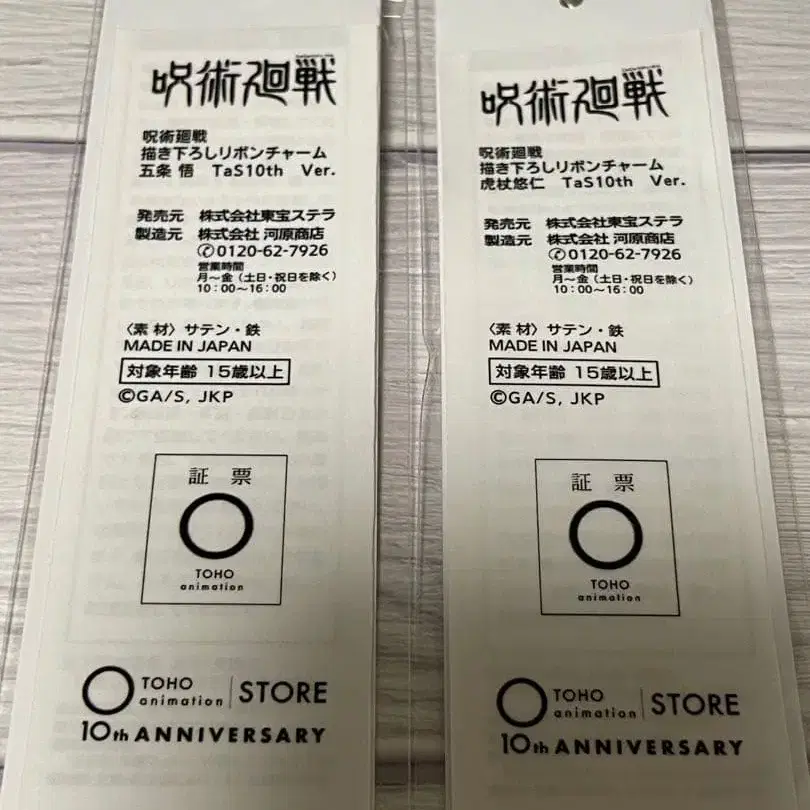 呪術廻戦
呪術廻戦
描き下ろしリボンチャーム
五条 悟 TaS10th Ver.
発売元 株式会社東宝ステラ
製造元 株式会社 河原商店
✆0120-62-7926
営業時間
月～金（土日・祝日を除く）
10：00～16：00
〈素材〉サテン・鉄
MADE IN JAPAN
対象年齢 15歳以上
©GA/S, JKP
証票
TOHO
animation
TOHO
animation
STORE
10th ANNIVERSARY
呪術廻戦
呪術廻戦
描き下ろしリボンチャーム
虎杖悠仁 TaS10th Ver.
発売元 株式会社東宝ステラ
製造元 株式会社 河原商店
✆0120-62-7926
営業時間
月～金（土日・祝日を除く）
10：00～16：00
〈素材〉サテン・鉄
MADE IN JAPAN
対象年齢 15歳以上
©GA/S, JKP
証票
TOHO
animation
TOHO
animation
STORE
10th ANNIVERSARY